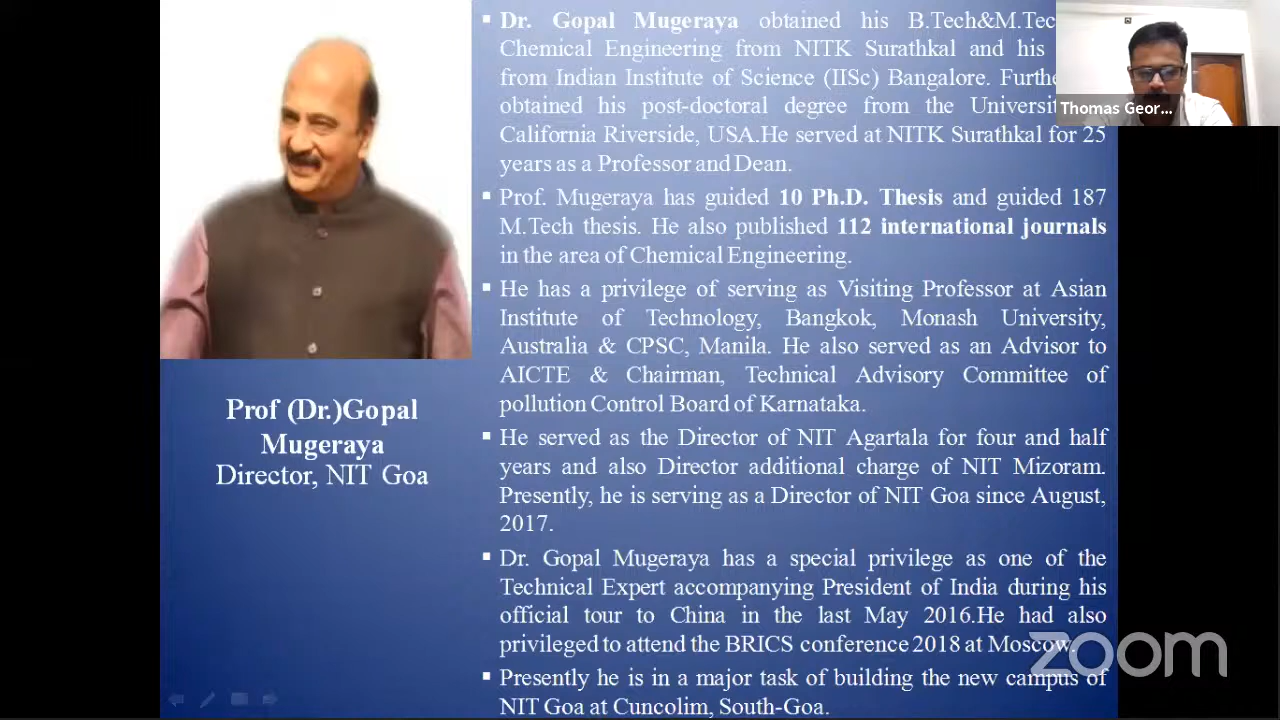 Dr. Gopal Mugeraya obtained his B.Tech&M.Tec
Chemical Engineering from NITK Surathkal and his
from Indian Institute of Science (IISc) Bangalore. Furthe
obtained his post-doctoral degree from the Universit
California Riverside, USA.He served at NITK Surathkal for 25
years as a Professor and Dean.
Prof. Mugeraya has guided 10 Ph.D. Thesis and guided 187
M.Tech thesis. He also published 112 international journals
in the area of Chemical Engineering.
He has a privilege of serving as Visiting Professor at Asian
Institute of Technology, Bangkok, Monash University,
Australia & CPSC, Manila. He also served as an Advisor to
AICTE & Chairman, Technical Advisory Committee of
pollution Control Board of Karnataka.
He served as the Director of NIT Agartala for four and half
years and also Director additional charge of NIT Mizoram.
Presently, he is serving as a Director of NIT Goa since August,
2017.
Dr. Gopal Mugeraya has a special privilege as one of the
Technical Expert accompanying President of India during his
official tour to China in the last May 2016.He had also
privileged to attend the BRICS conference 2018 at Moscow.
Presently he is in a major task of building the new campus of
NIT Goa at Cuncolim, South-Goa.
Prof (Dr.)Gopal
Mugeraya
Director, NIT Goa
Thomas Geor...
zoom